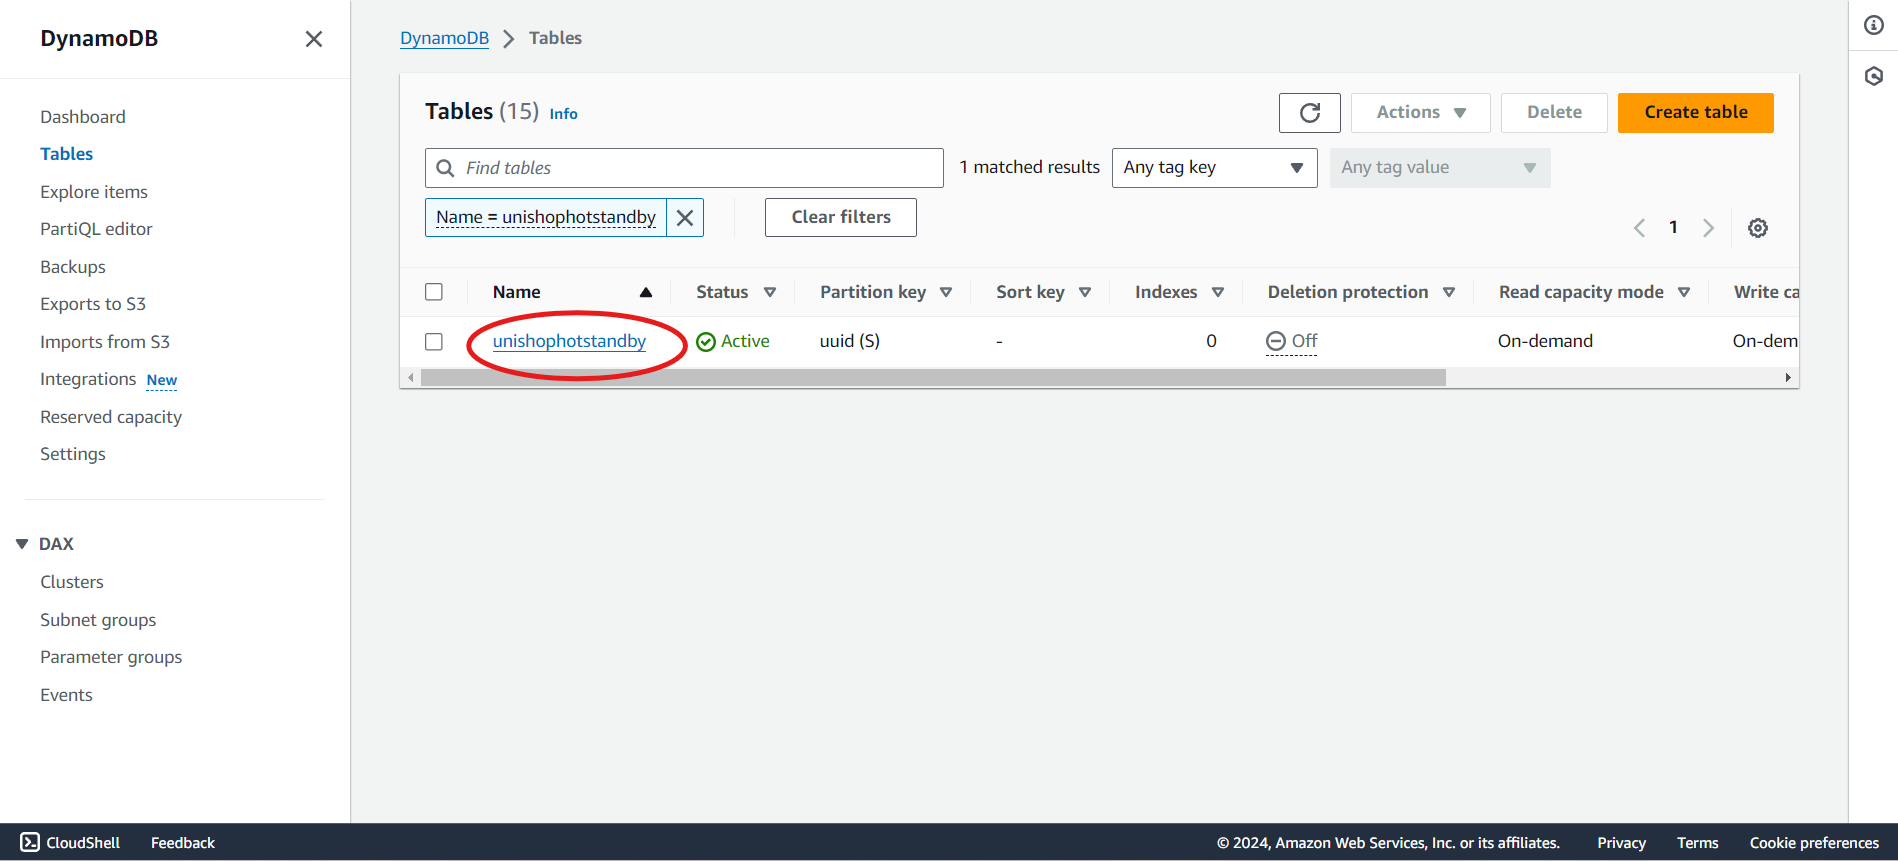 DynamoDB
Dashboard
Tables
Explore items
PartiQL editor
Backups
Exports to S3
Imports from S3
Integrations New
Reserved capacity
Settings
DAX
Clusters
Subnet groups
Parameter groups
Events
DynamoDB Tables
Tables (15) Info
Actions Delete Create table
Find tables 1 matched results Any tag key Any tag value
Name = unishophotstandby Clear filters
1
Name Status Partition key Sort key Indexes Deletion protection Read capacity mode Write ca
unishophotstandby Active uuid (S) - 0 Off On-demand On-dem
CloudShell Feedback © 2024, Amazon Web Services, Inc. or its affiliates. Privacy Terms Cookie preferences